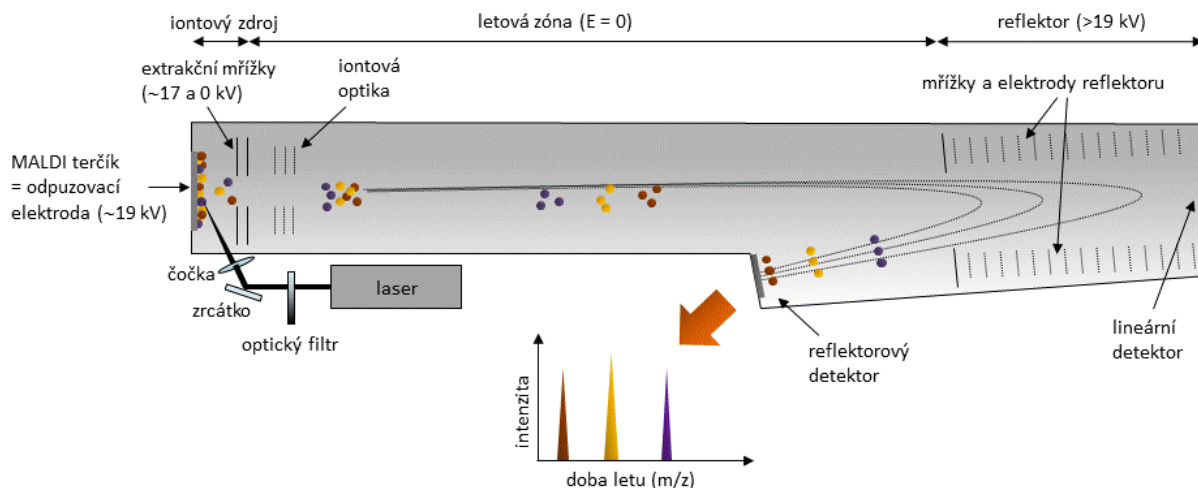 iontový zdroj
letová zóna (E = 0)
reflektor (>19 kV)
extrakční mřížky
(~17 a 0 kV)
iontová
optika
mřížky a elektrody reflektoru
MALDI terčík
= odpuzovací
elektroda (~19 kV)
čočka
zrcátko
laser
optický filtr
reflektorový
detektor
lineární
detektor
intenzita
doba letu (m/z)